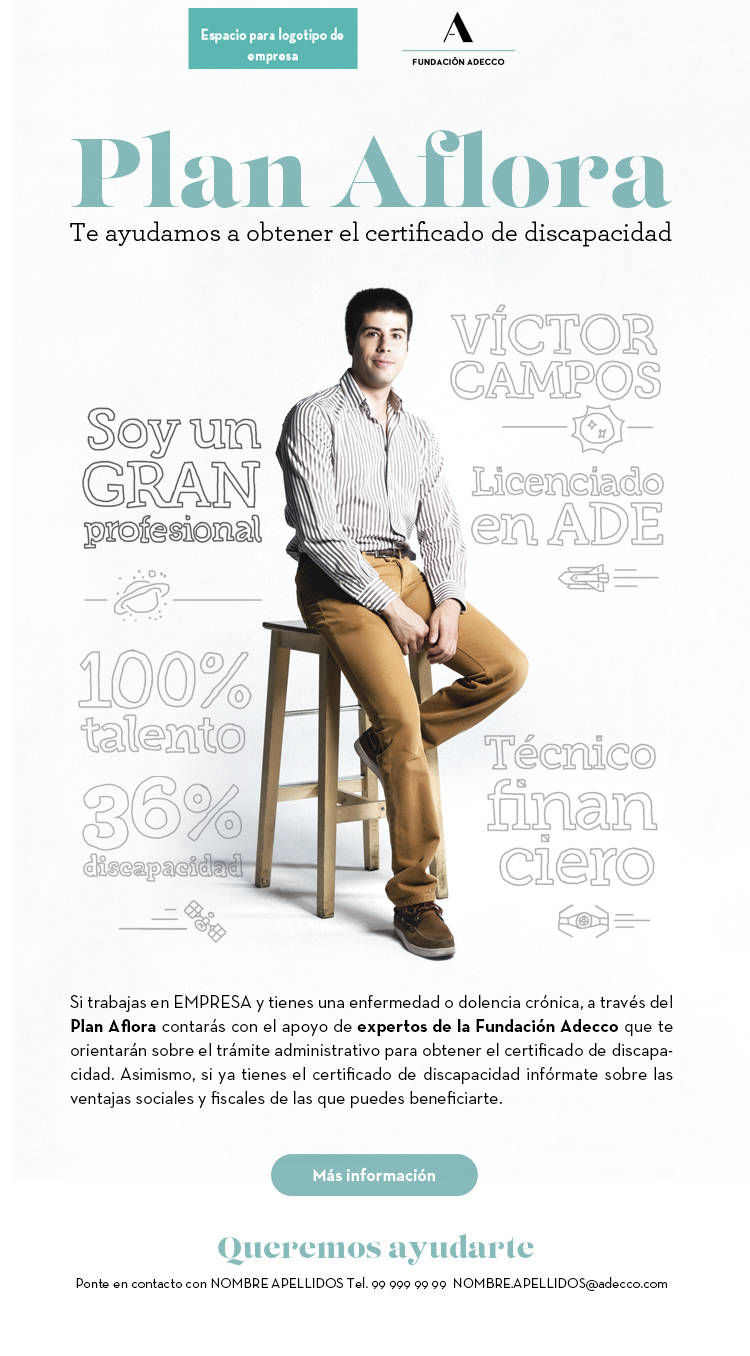 Espacio para logotipo de
empresa
A
FUNDACIÓN ADECCO
Plan Aflora
Te ayudamos a obtener el certificado de discapacidad
VÍCTOR
CAMPOS
Licenciado
en ADE
Soy un
GRAN
profesional
100%
talento
36%
discapacidad
Técnico
finan
ciero
Si trabajas en EMPRESA y tienes una enfermedad o dolencia crónica, a través del
Plan Aflora contarás con el apoyo de expertos de la Fundación Adecco que te
orientarán sobre el trámite administrativo para obtener el certificado de discapa-
cidad. Asimismo, si ya tienes el certificado de discapacidad infórmate sobre las
ventajas sociales y fiscales de las que puedes beneficiarte.
Más información
Queremos ayudarte
Ponte en contacto con NOMBRE APELLIDOS Tel. 99 999 99 99 NOMBRE.APELLIDOS@adecco.com